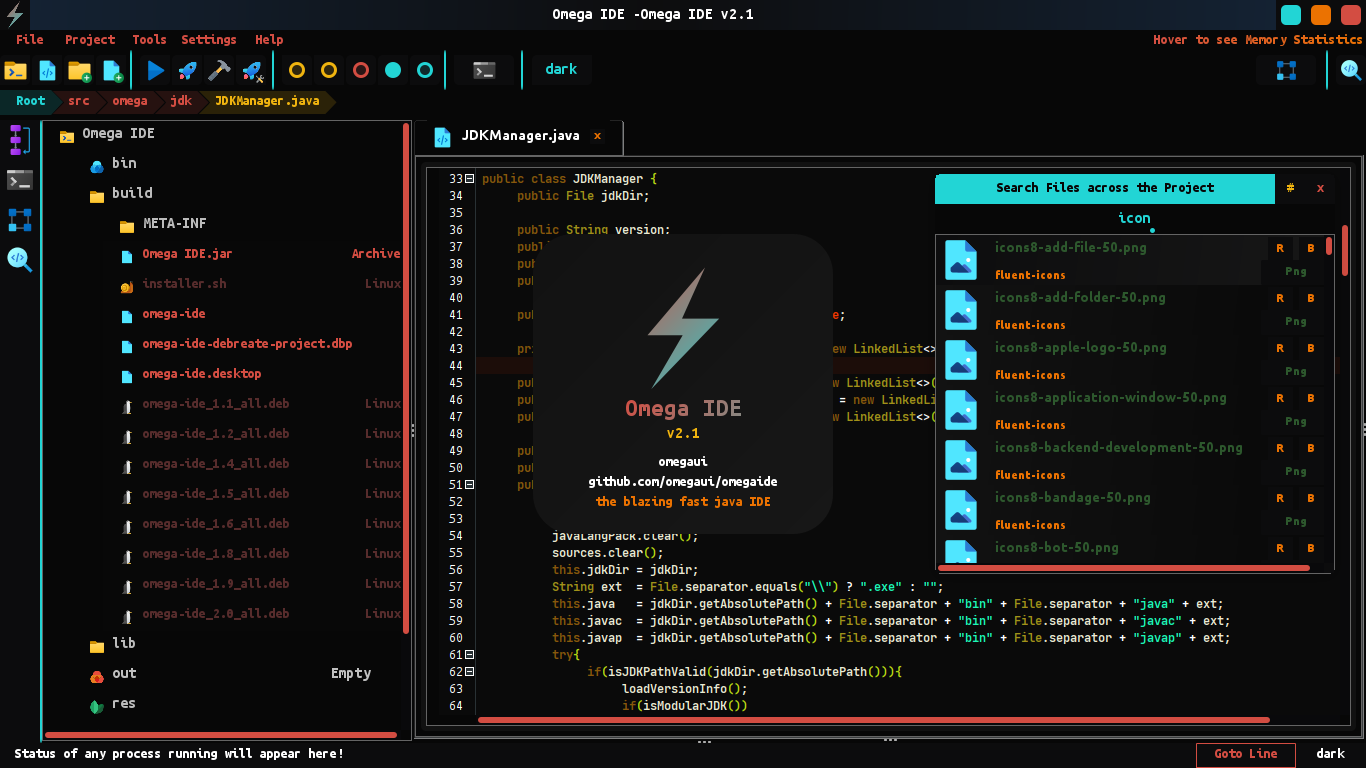 Omega IDE -Omega IDE v2.1
File Project Tools Settings Help
Hover to see Memory Statistics
dark
Root src omega jdk JDKManager.java
Omega IDE
bin
build
META-INF
Omega IDE.jar Archive
installer.sh Linux
omega-ide
omega-ide-debreate-project.dbp
omega-ide.desktop
omega-ide_1.1_all.deb Linux
omega-ide_1.2_all.deb Linux
omega-ide_1.4_all.deb Linux
omega-ide_1.5_all.deb Linux
omega-ide_1.6_all.deb Linux
omega-ide_1.8_all.deb Linux
omega-ide_1.9_all.deb Linux
omega-ide_2.0_all.deb Linux
lib
out Empty
res
JDKManager.java x
33 public class JDKManager {
34 public File jdkDir;
35
36 public String version;
37 pub
38 pub
39 pub
40
41 pub e;
42
43 pri new LinkedList<>
44
45 pub w LinkedList<>(
46 pub = new LinkedLi
47 pub w LinkedList<>(
48
49 pub
50 pub
51 pub
52
53
54 javaLangPack.clear();
55 sources.clear();
56 this.jdkDir = jdkDir;
57 String ext = File.separator.equals("\\") ? ".exe" : "";
58 this.java = jdkDir.getAbsolutePath() + File.separator + "bin" + File.separator + "java" + ext;
59 this.javac = jdkDir.getAbsolutePath() + File.separator + "bin" + File.separator + "javac" + ext;
60 this.javap = jdkDir.getAbsolutePath() + File.separator + "bin" + File.separator + "javap" + ext;
61 try{
62 if(isJDKPathValid(jdkDir.getAbsolutePath())){
63 loadVersionInfo();
64 if(isModularJDK())
Omega IDE
v2.1
omegaui
github.com/omegaui/omegaide
the blazing fast java IDE
Search Files across the Project # x
icon
icons8-add-file-50.png R B
fluent-icons Png
icons8-add-folder-50.png R B
fluent-icons Png
icons8-apple-logo-50.png R B
fluent-icons Png
icons8-application-window-50.png R B
fluent-icons Png
icons8-backend-development-50.png R B
fluent-icons Png
icons8-bandage-50.png R B
fluent-icons Png
icons8-bot-50.png R B
Status of any process running will appear here!
Goto Line dark